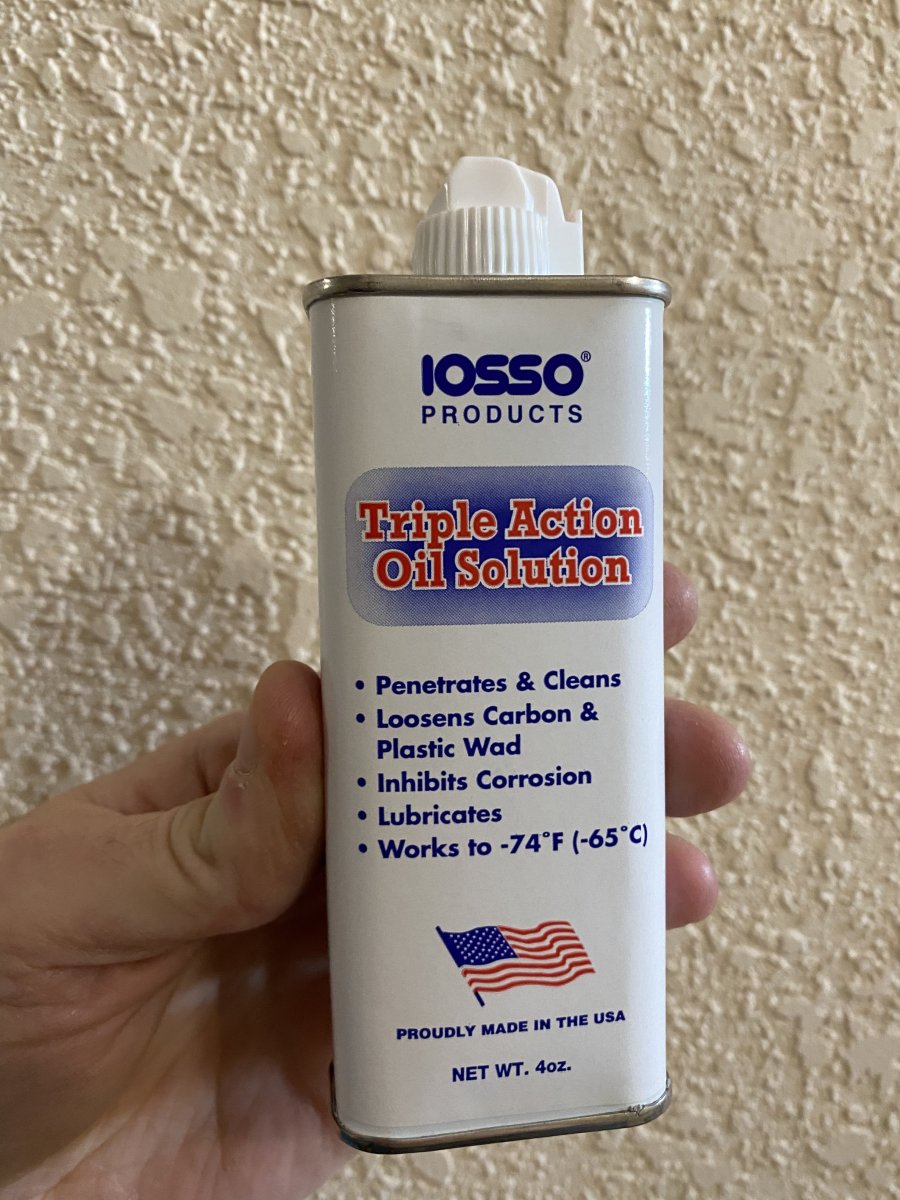 IOSSO®
PRODUCTS
Triple Action
Oil Solution
• Penetrates & Cleans
• Loosens Carbon &
Plastic Wad
• Inhibits Corrosion
• Lubricates
• Works to -74°F (-65°C)
PROUDLY MADE IN THE USA
NET WT. 4oz.